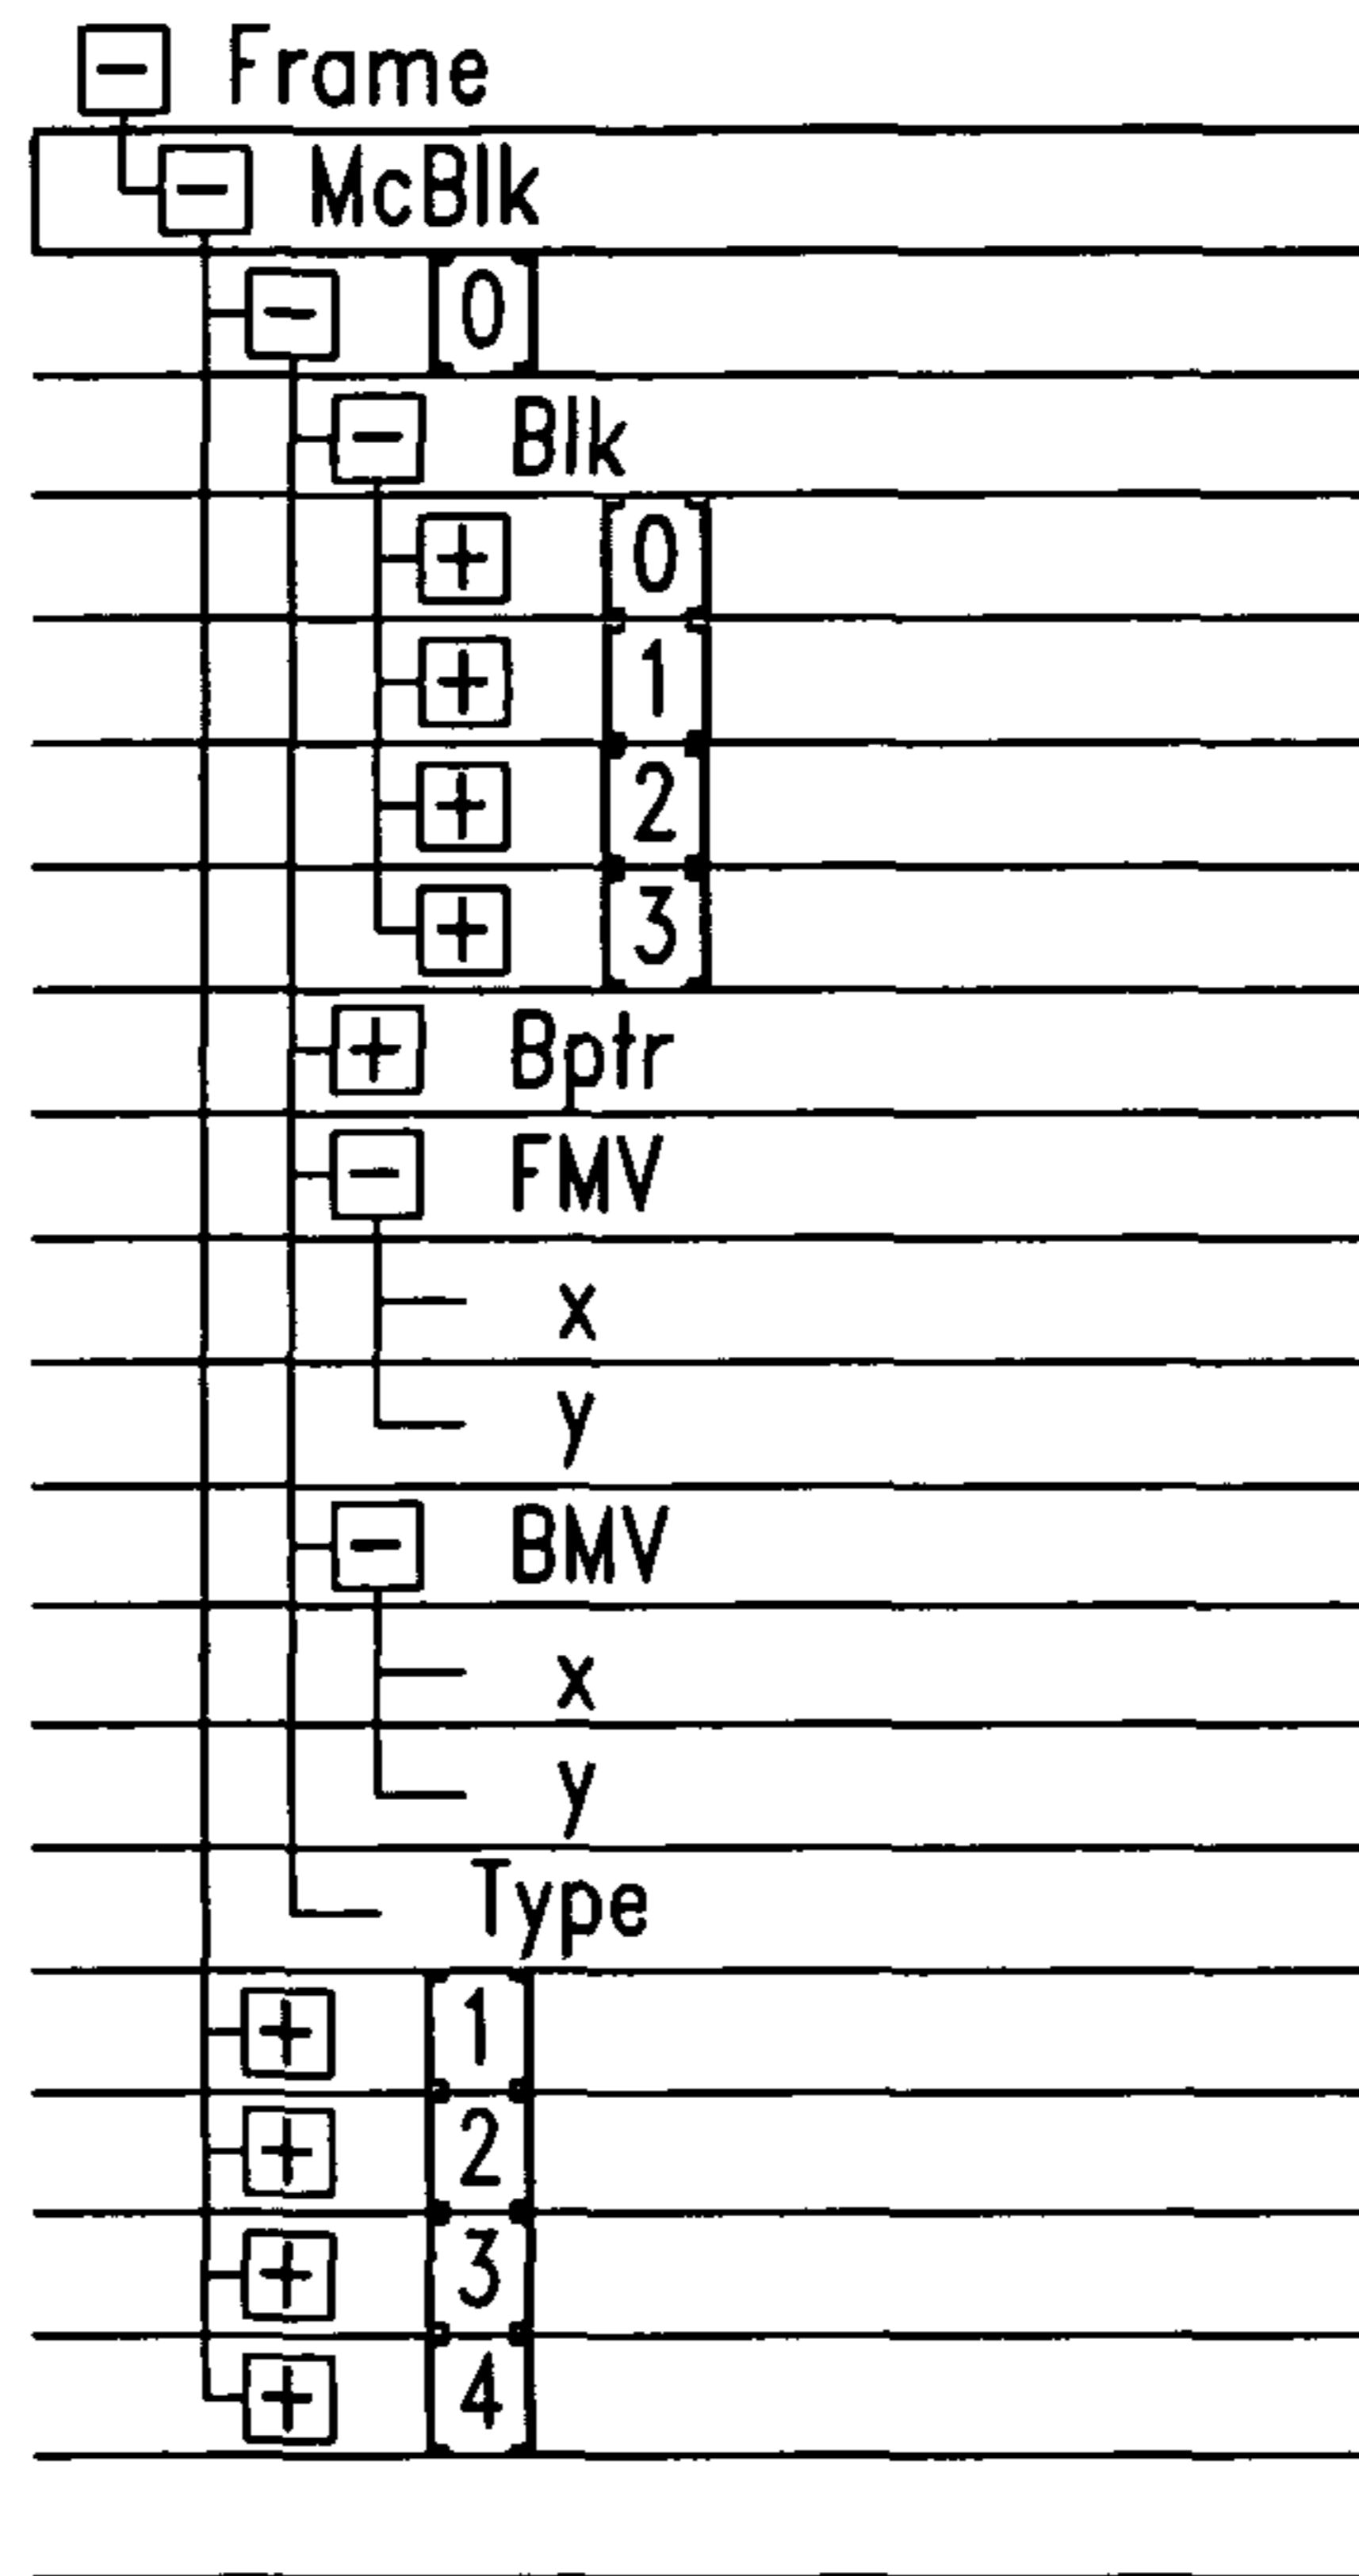 Frame
McBlk
[0]
Blk
[0]
[1]
[2]
[3]
Bptr
FMV
x
y
BMV
x
y
Type
[1]
[2]
[3]
[4]